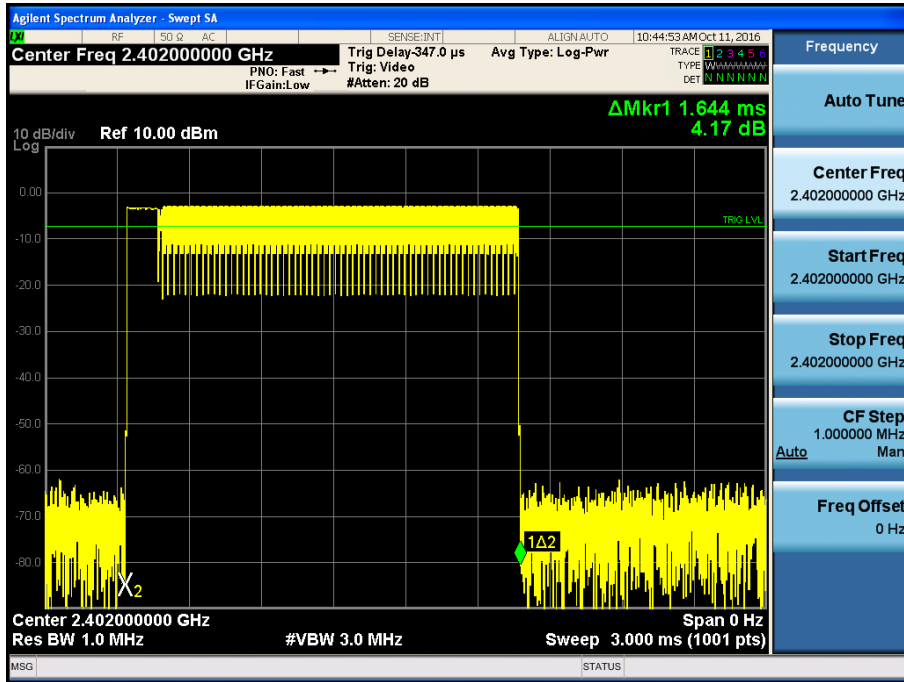 Agilent Spectrum Analyzer - Swept SA
LXI RF 50 Ω AC SENSE:INT ALIGN AUTO 10:44:53 AM Oct 11, 2016
Center Freq 2.402000000 GHz
PNO: Fast
IFGain:Low
Trig Delay-347.0 µs
Trig: Video
#Atten: 20 dB
Avg Type: Log-Pwr
TRACE 1 2 3 4 5 6
TYPE W
DET N N N N N N
ΔMkr1 1.644 ms
4.17 dB
10 dB/div
Log
Ref 10.00 dBm
0.00
-10.0
-20.0
-30.0
-40.0
-50.0
-60.0
-70.0
-80.0
TRIG LVL
1Δ2
X2
Center 2.402000000 GHz
Span 0 Hz
Res BW 1.0 MHz
#VBW 3.0 MHz
Sweep 3.000 ms (1001 pts)
MSG
STATUS
Frequency
Auto Tune
Center Freq
2.402000000 GHz
Start Freq
2.402000000 GHz
Stop Freq
2.402000000 GHz
CF Step
1.000000 MHz
Auto Man
Freq Offset
0 Hz